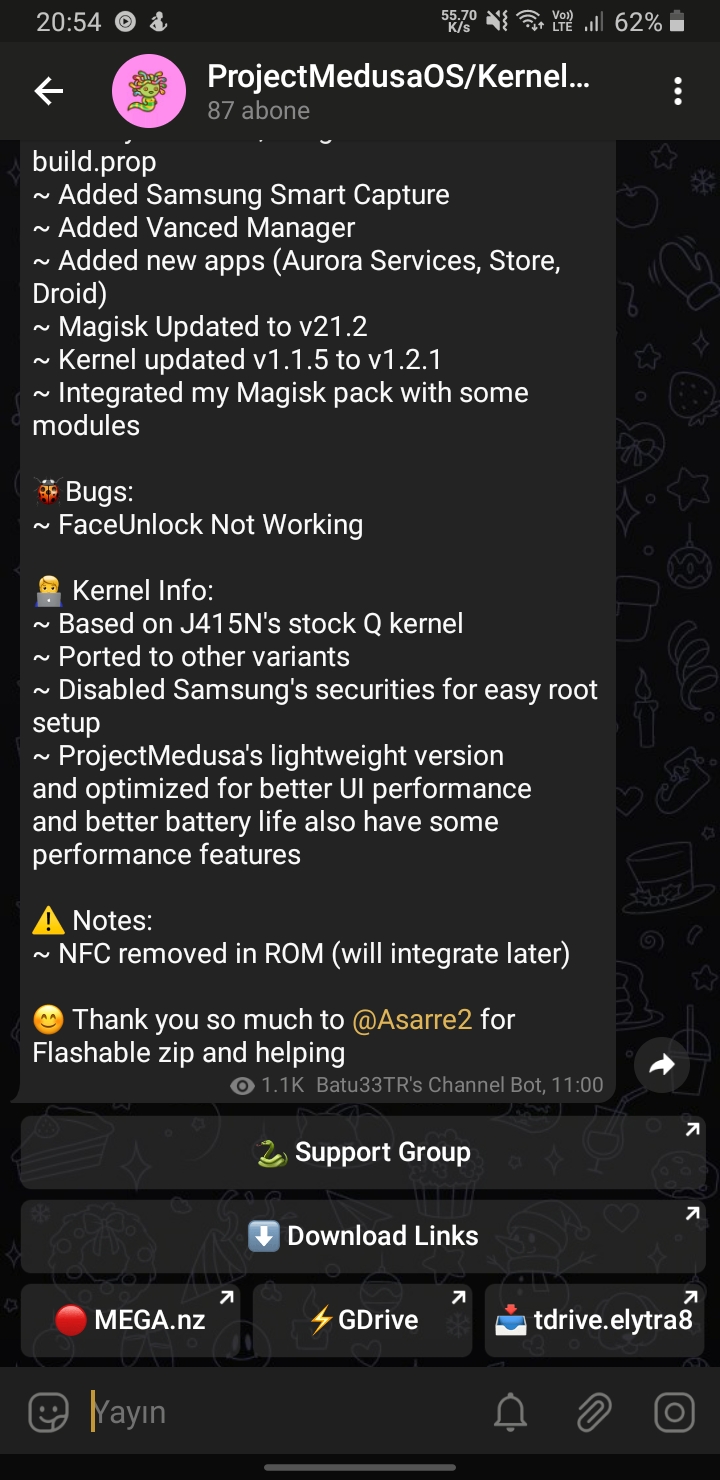 20:54 55.70 K/s Vo)) LTE 62%
ProjectMedusaOS/Kernel...
87 abone
build.prop
~ Added Samsung Smart Capture
~ Added Vanced Manager
~ Added new apps (Aurora Services, Store,
Droid)
~ Magisk Updated to v21.2
~ Kernel updated v1.1.5 to v1.2.1
~ Integrated my Magisk pack with some
modules
🐞Bugs:
~ FaceUnlock Not Working
👨‍💻 Kernel Info:
~ Based on J415N's stock Q kernel
~ Ported to other variants
~ Disabled Samsung's securities for easy root
setup
~ ProjectMedusa's lightweight version
and optimized for better UI performance
and better battery life also have some
performance features
⚠️ Notes:
~ NFC removed in ROM (will integrate later)
😊 Thank you so much to @Asarre2 for
Flashable zip and helping
1.1K Batu33TR's Channel Bot, 11:00
🐍 Support Group
⬇️ Download Links
🔴 MEGA.nz ⚡GDrive 📥 tdrive.elytra8
Yayın